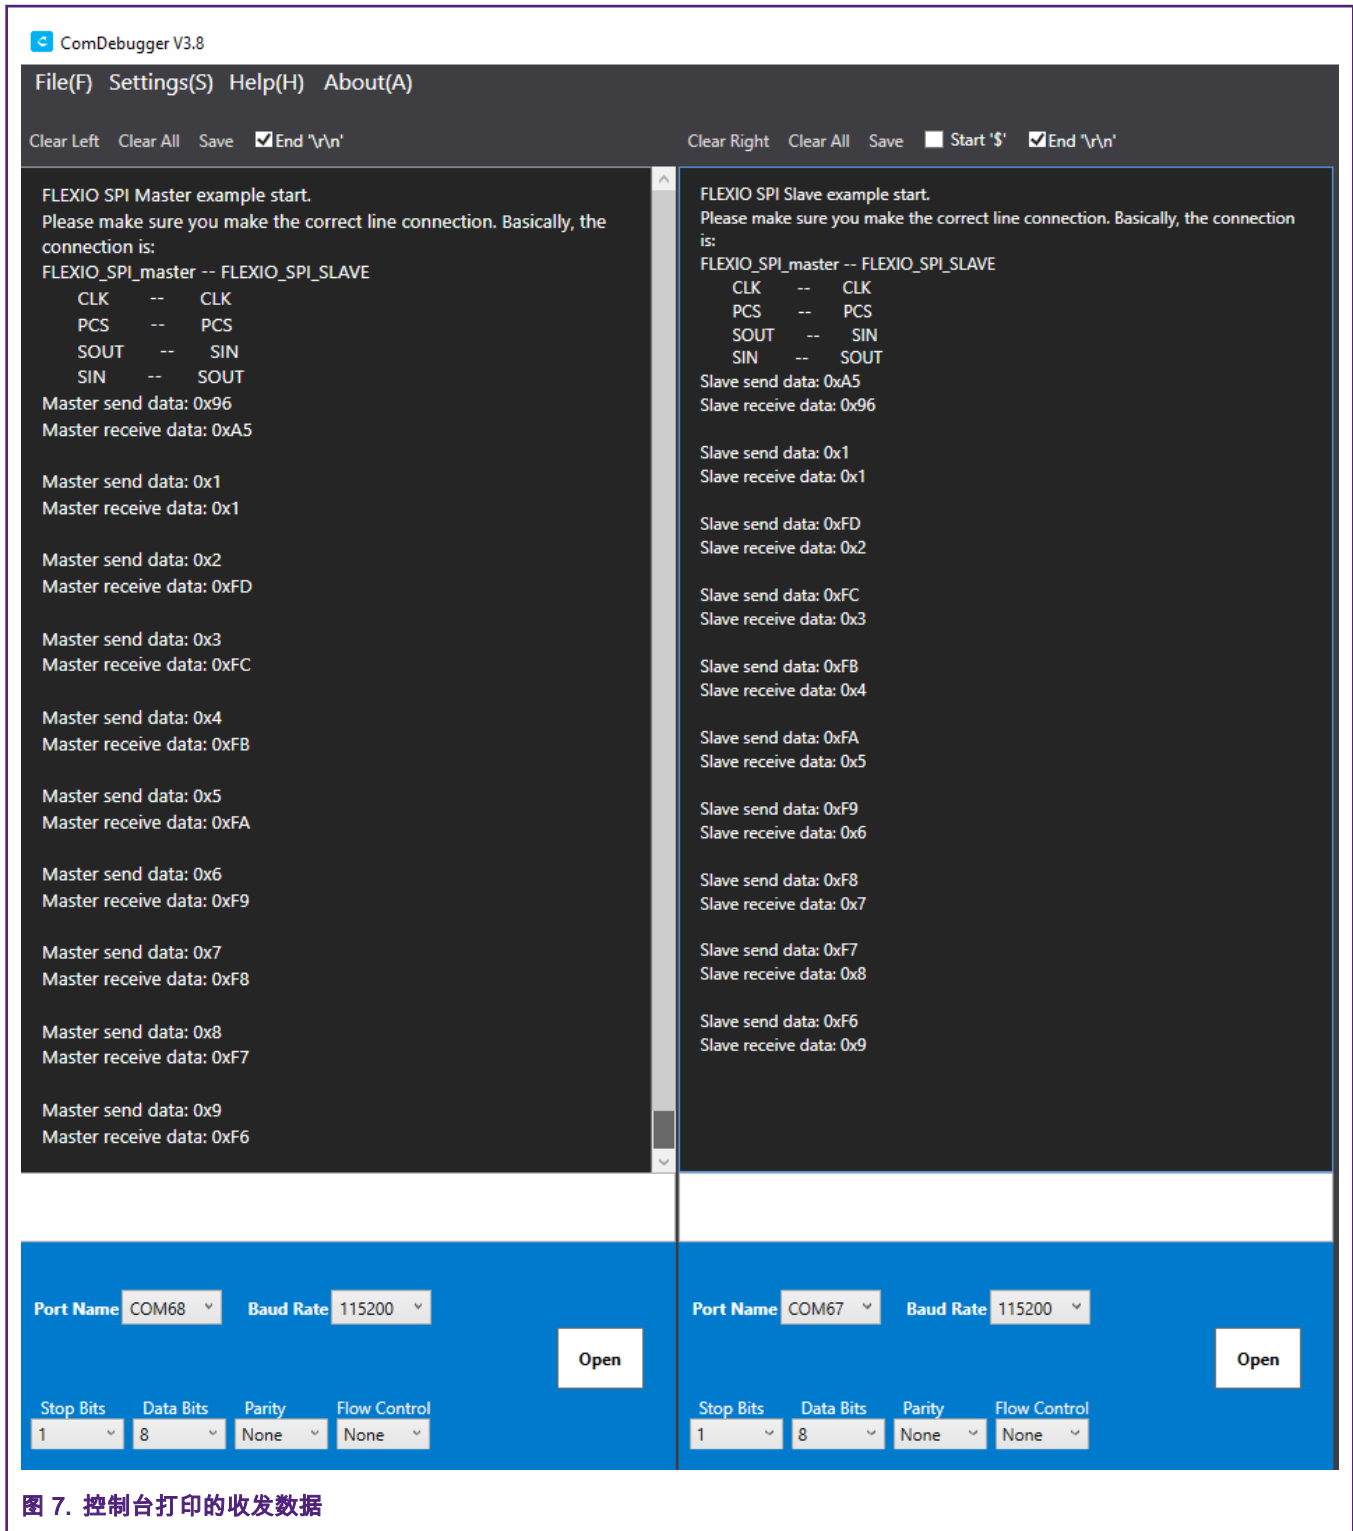 ComDebugger V3.8
File(F) Settings(S) Help(H) About(A)
Clear Left Clear All Save End '\r\n'
FLEXIO SPI Master example start.
Please make sure you make the correct line connection. Basically, the
connection is:
FLEXIO_SPI_master -- FLEXIO_SPI_SLAVE
CLK -- CLK
PCS -- PCS
SOUT -- SIN
SIN -- SOUT
Master send data: 0x96
Master receive data: 0xA5
Master send data: 0x1
Master receive data: 0x1
Master send data: 0x2
Master receive data: 0xFD
Master send data: 0x3
Master receive data: 0xFC
Master send data: 0x4
Master receive data: 0xFB
Master send data: 0x5
Master receive data: 0xFA
Master send data: 0x6
Master receive data: 0xF9
Master send data: 0x7
Master receive data: 0xF8
Master send data: 0x8
Master receive data: 0xF7
Master send data: 0x9
Master receive data: 0xF6
Port Name COM68 Baud Rate 115200
Open
Stop Bits Data Bits Parity Flow Control
1 8 None None
Clear Right Clear All Save Start '$' End '\r\n'
FLEXIO SPI Slave example start.
Please make sure you make the correct line connection. Basically, the connection
is:
FLEXIO_SPI_master -- FLEXIO_SPI_SLAVE
CLK -- CLK
PCS -- PCS
SOUT -- SIN
SIN -- SOUT
Slave send data: 0xA5
Slave receive data: 0x96
Slave send data: 0x1
Slave receive data: 0x1
Slave send data: 0xFD
Slave receive data: 0x2
Slave send data: 0xFC
Slave receive data: 0x3
Slave send data: 0xFB
Slave receive data: 0x4
Slave send data: 0xFA
Slave receive data: 0x5
Slave send data: 0xF9
Slave receive data: 0x6
Slave send data: 0xF8
Slave receive data: 0x7
Slave send data: 0xF7
Slave receive data: 0x8
Slave send data: 0xF6
Slave receive data: 0x9
Port Name COM67 Baud Rate 115200
Open
Stop Bits Data Bits Parity Flow Control
1 8 None None
图 7. 控制台打印的收发数据